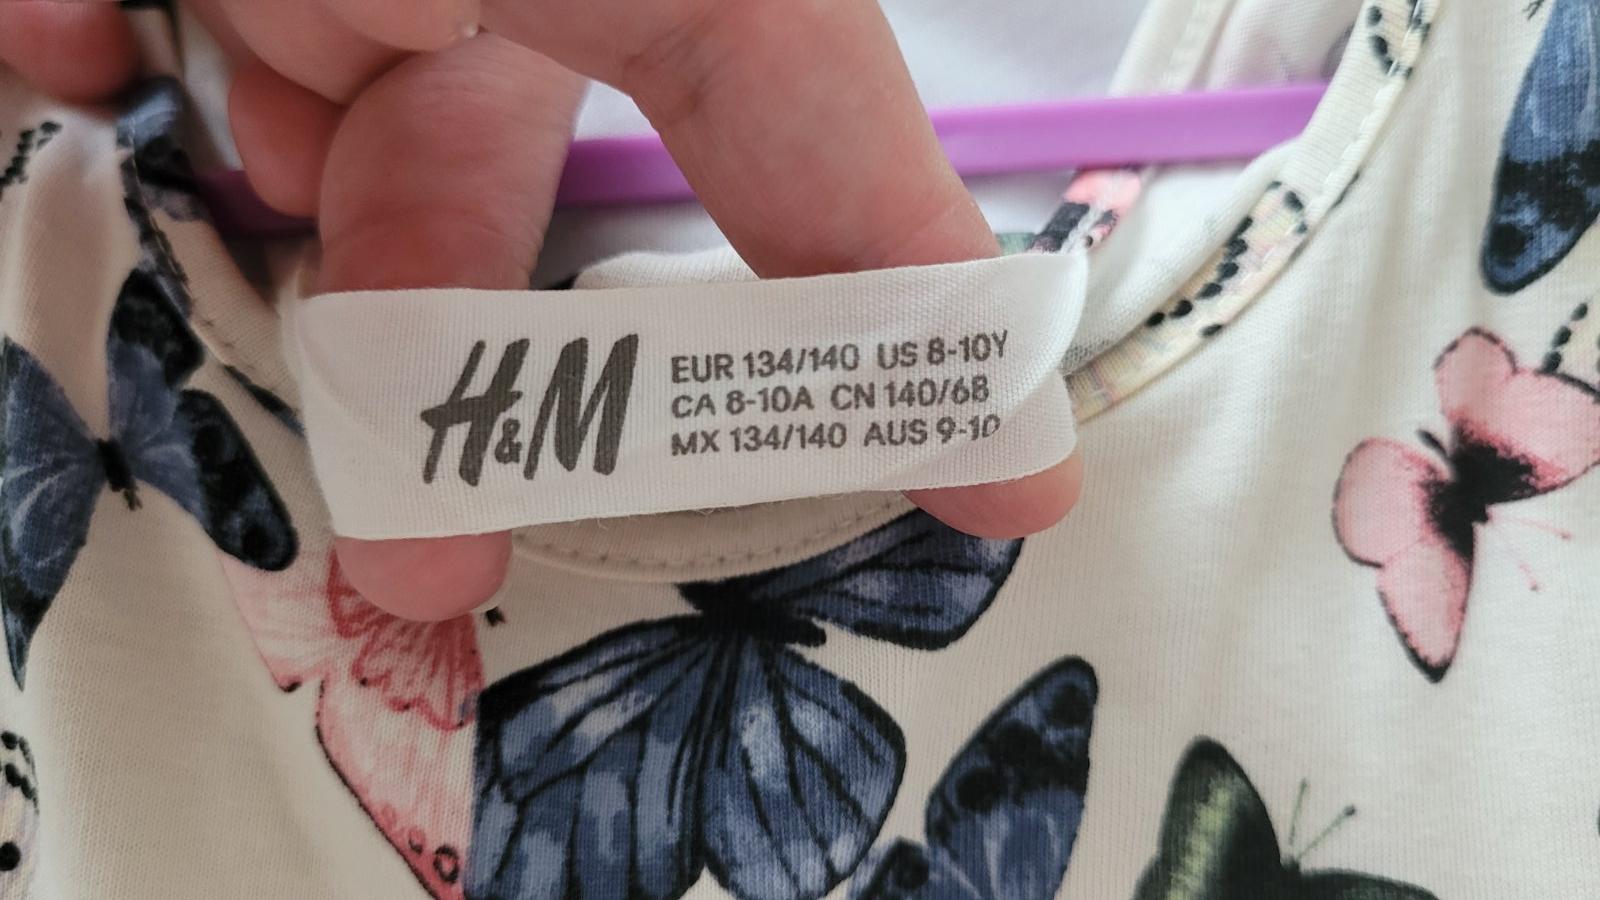 H&M
EUR 134/140 US 8-10Y
CA 8-10A CN 140/68
MX 134/140 AUS 9-10